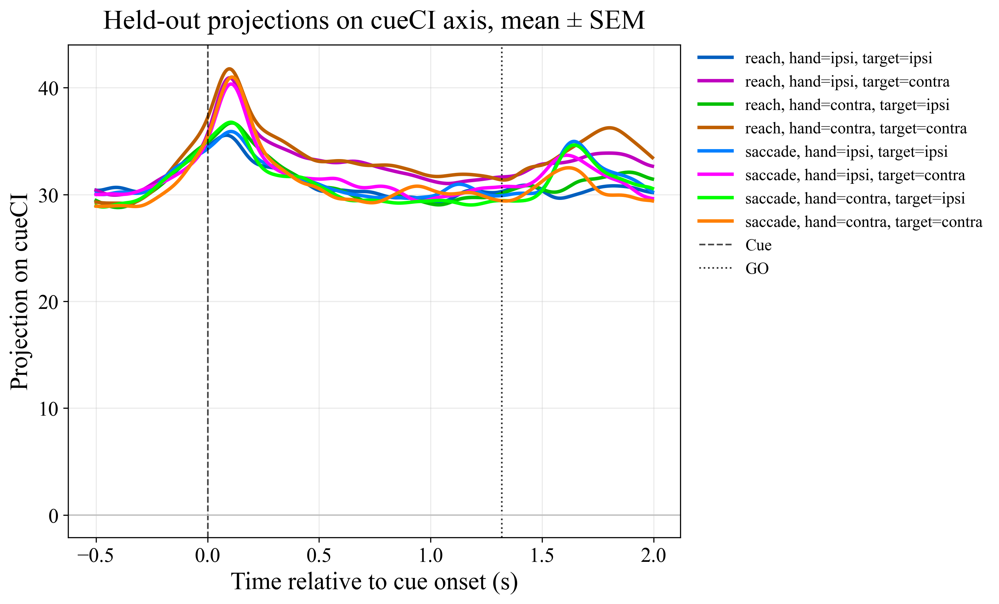 Held-out projections on cueCI axis, mean ± SEM
Projection on cueCI
40
30
20
10
0
−0.5
0.0
0.5
1.0
1.5
2.0
Time relative to cue onset (s)
reach, hand=ipsi, target=ipsi
reach, hand=ipsi, target=contra
reach, hand=contra, target=ipsi
reach, hand=contra, target=contra
saccade, hand=ipsi, target=ipsi
saccade, hand=ipsi, target=contra
saccade, hand=contra, target=ipsi
saccade, hand=contra, target=contra
Cue
GO